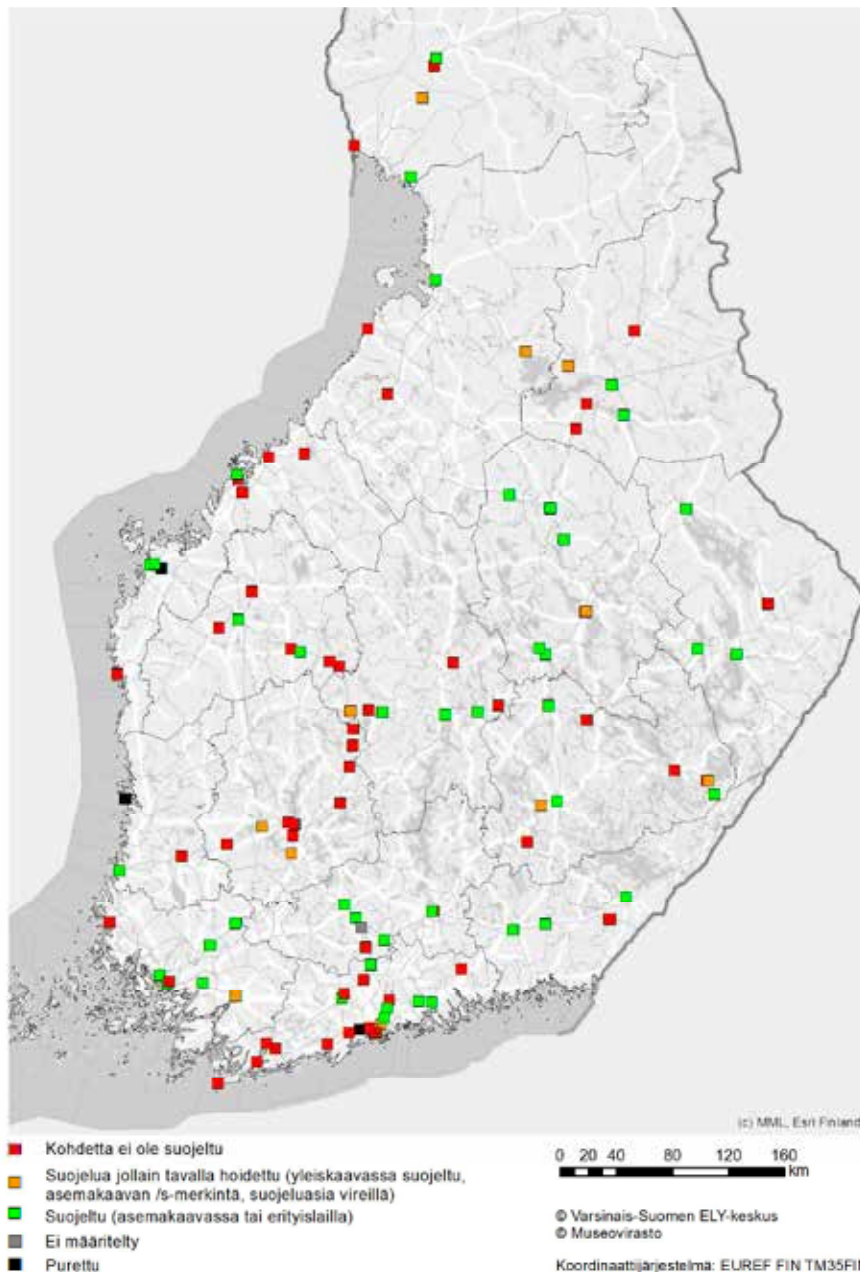 (c) MML, Esri Finland
Kohdetta ei ole suojeltu
Suojelua jollain tavalla hoidettu (yleiskaavassa suojeltu,
asemakaavan /s-merkintä, suojeluasia vireillä)
Suojeltu (asemakaavassa tai erityislailla)
Ei määritelty
Purettu
0 20 40 80 120 160
km
© Varsinais-Suomen ELY-keskus
© Museovirasto
Koordinaattijärjestelmä: EUREF FIN TM35FIN